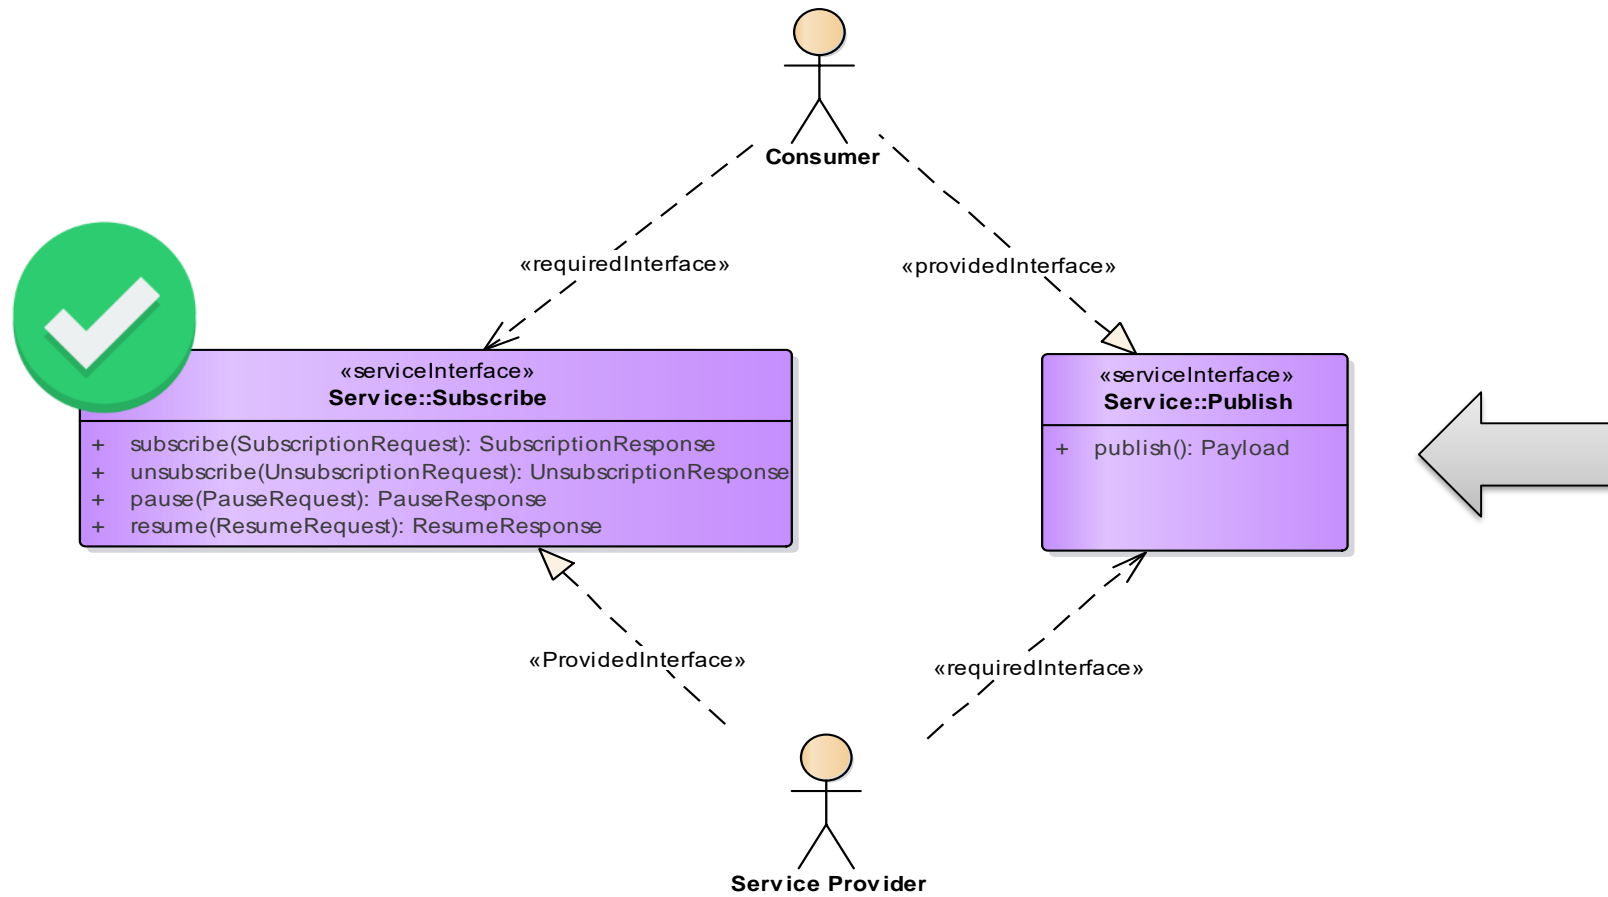 Consumer
«requiredInterface»
«providedInterface»
«serviceInterface»
Service::Subscribe
+ subscribe(SubscriptionRequest): SubscriptionResponse
+ unsubscribe(UnsubscriptionRequest): UnsubscriptionResponse
+ pause(PauseRequest): PauseResponse
+ resume(ResumeRequest): ResumeResponse
«serviceInterface»
Service::Publish
+ publish(): Payload
«ProvidedInterface»
«requiredInterface»
Service Provider